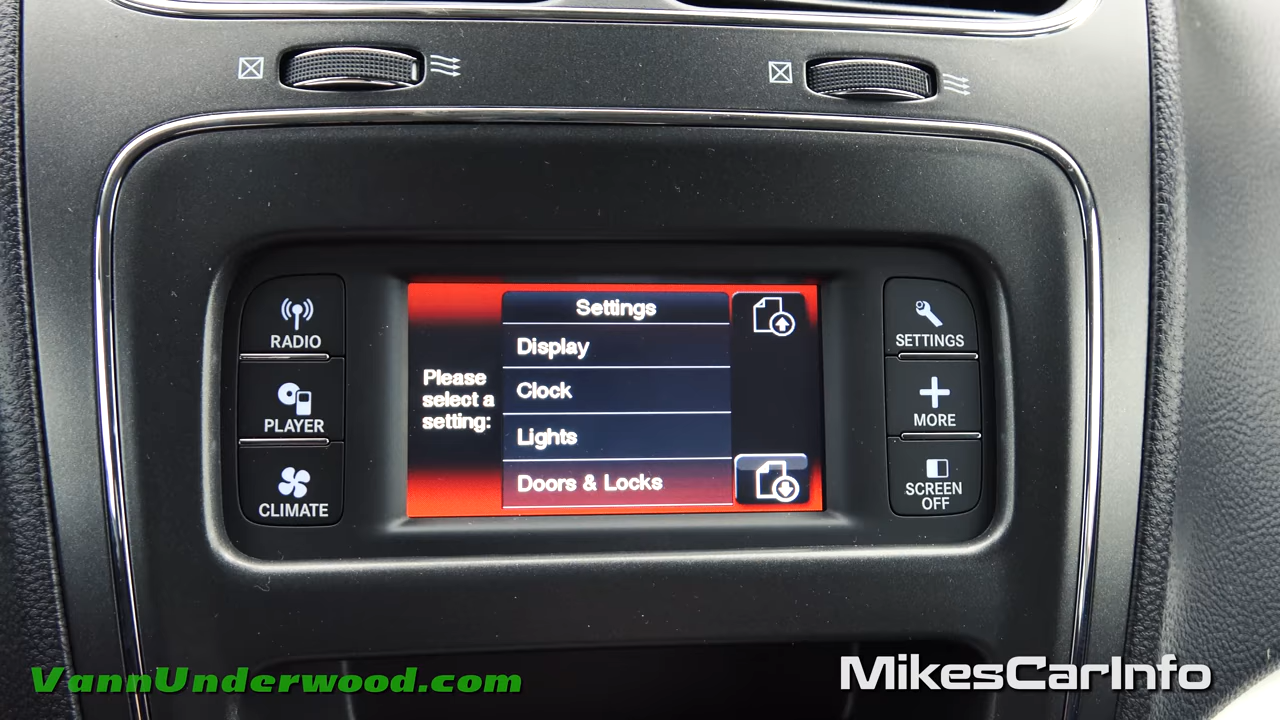 RADIO
PLAYER
CLIMATE
Please
select a
setting:
Settings
Display
Clock
Lights
Doors & Locks
SETTINGS
MORE
SCREEN
OFF
VannUnderwood.com
MikesCarInfo